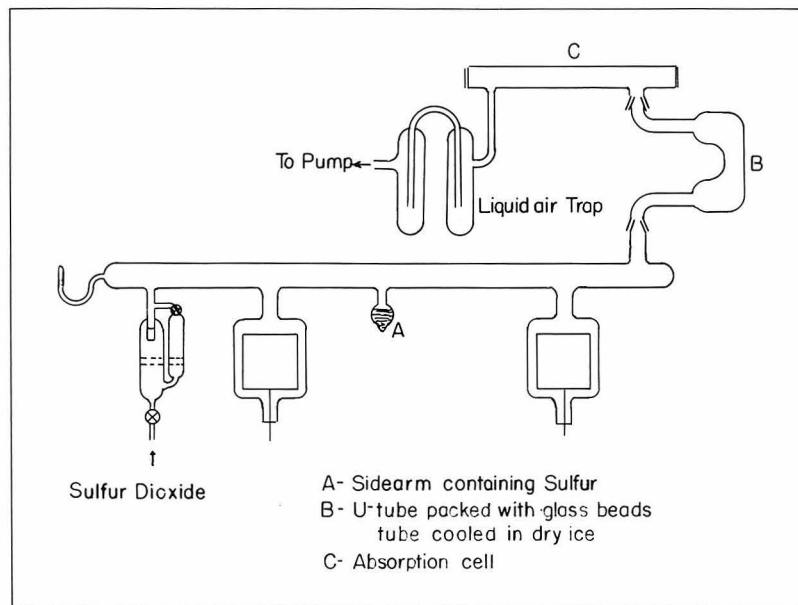 C
To Pump
B
Liquid air Trap
A
Sulfur Dioxide
A- Sidearm containing Sulfur
B- U-tube packed with glass beads
tube cooled in dry ice
C- Absorption cell